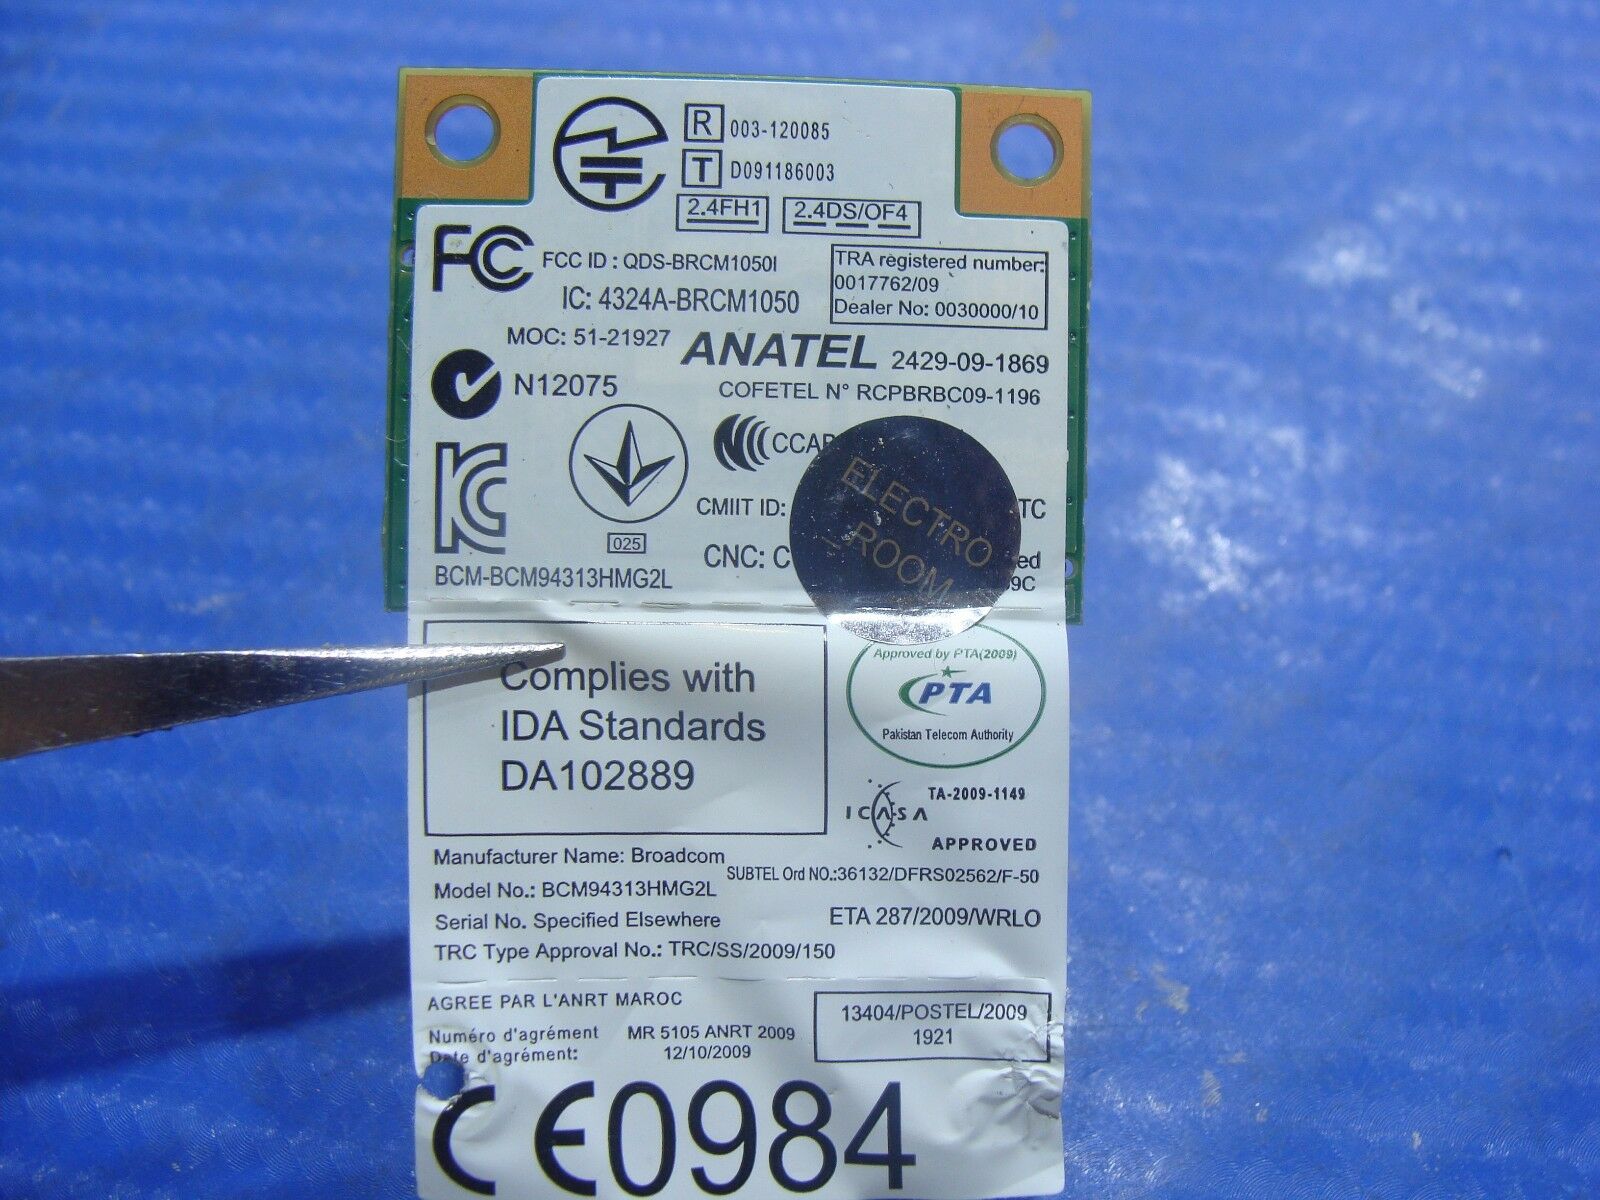 R 003-120085
T D091186003
2.4FH1 2.4DS/OF4
FC FCC ID : QDS-BRCM1050I
IC: 4324A-BRCM1050
TRA registered number:
0017762/09
Dealer No: 0030000/10
MOC: 51-21927
ANATEL 2429-09-1869
N12075
COFETEL N° RCPBRBC09-1196
CMIIT ID: TC
025
CNC: C
BCM-BCM94313HMG2L
ELECTRO
ROOM
Complies with
IDA Standards
DA102889
Approved by PTA(2009)
PTA
Pakistan Telecom Authority
ICASA
TA-2009-1149
APPROVED
Manufacturer Name: Broadcom
SUBTEL Ord NO.:36132/DFRS02562/F-50
Model No.: BCM94313HMG2L
Serial No. Specified Elsewhere
ETA 287/2009/WRLO
TRC Type Approval No.: TRC/SS/2009/150
AGREE PAR L'ANRT MAROC
Numéro d'agrément MR 5105 ANRT 2009
Date d'agrément: 12/10/2009
13404/POSTEL/2009
1921
CE0984